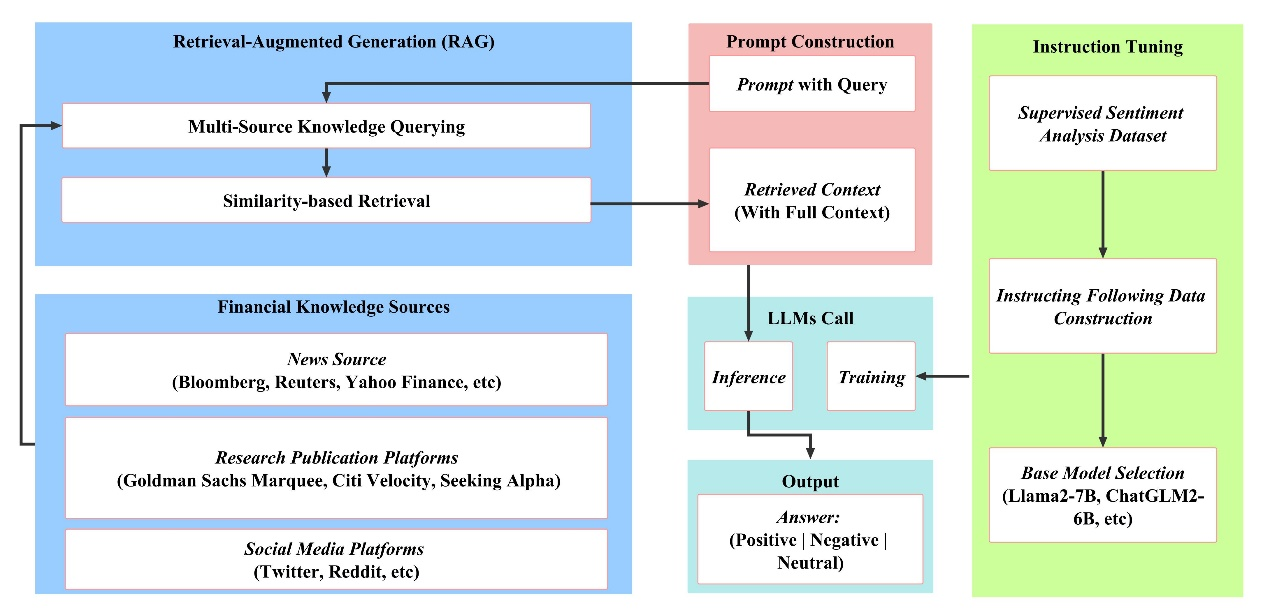 Retrieval-Augmented Generation (RAG)
Multi-Source Knowledge Querying
Similarity-based Retrieval
Financial Knowledge Sources
News Source
(Bloomberg, Reuters, Yahoo Finance, etc)
Research Publication Platforms
(Goldman Sachs Marquee, Citi Velocity, Seeking Alpha)
Social Media Platforms
(Twitter, Reddit, etc)
Prompt Construction
Prompt with Query
Retrieved Context
(With Full Context)
LLMs Call
Inference
Training
Output
Answer:
(Positive | Negative |
Neutral)
Instruction Tuning
Supervised Sentiment
Analysis Dataset
Instructing Following Data
Construction
Base Model Selection
(Llama2-7B, ChatGLM2-
6B, etc)